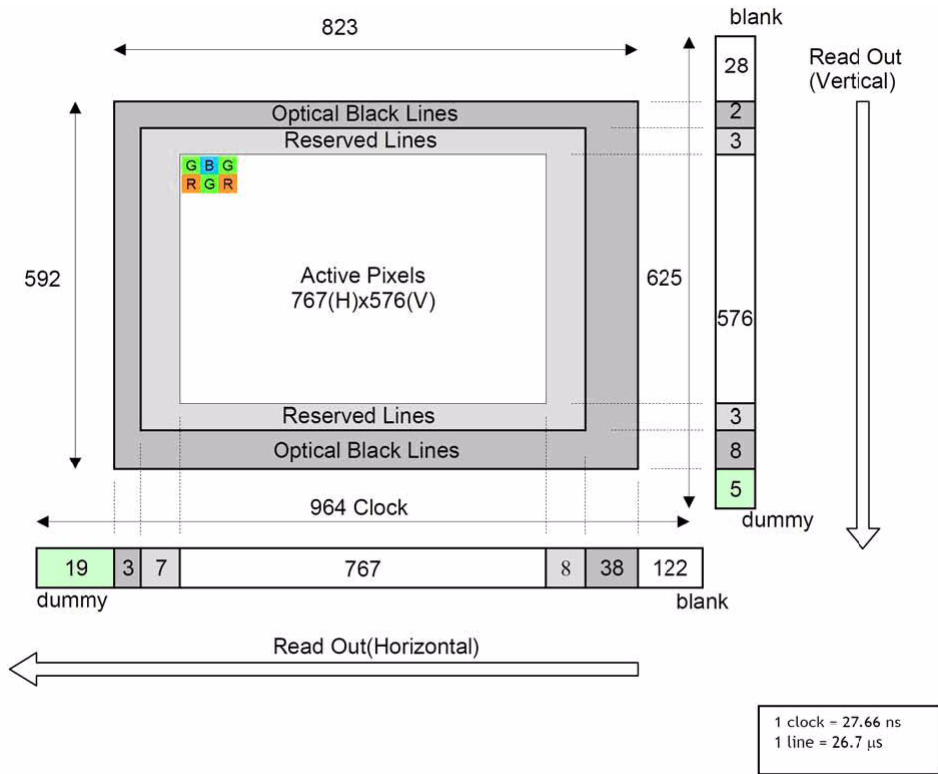 823
blank
28
Read Out
(Vertical)
Optical Black Lines
2
Reserved Lines
3
G B G
R G R
592
Active Pixels
767(H)x576(V)
625
576
Reserved Lines
3
Optical Black Lines
8
5
dummy
964 Clock
19 3 7 767 8 38 122
dummy
blank
Read Out(Horizontal)
1 clock = 27.66 ns
1 line = 26.7 µs